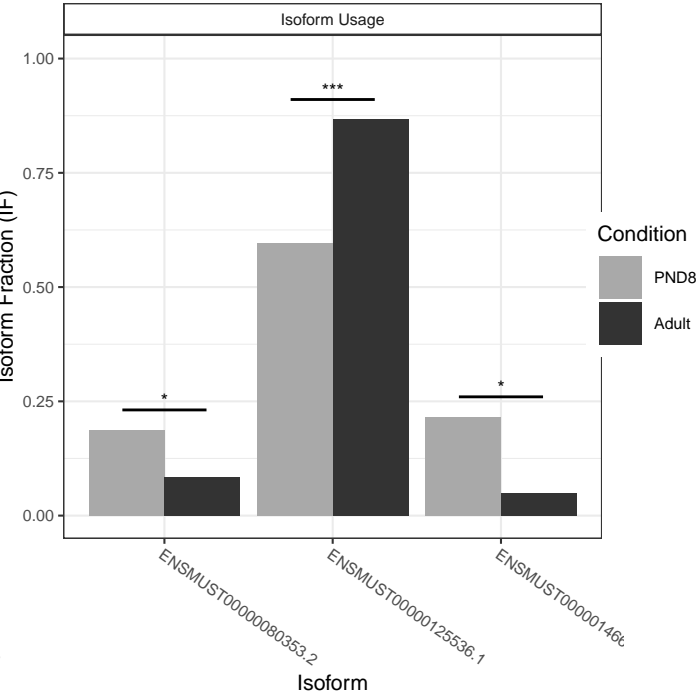 Isoform Usage
1.00
0.75
0.50
0.25
0.00
Isoform Fraction (IF)
***
*
*
Condition
PND8
Adult
ENSMUST00000080353.2
ENSMUST00000125536.1
ENSMUST00000146
Isoform